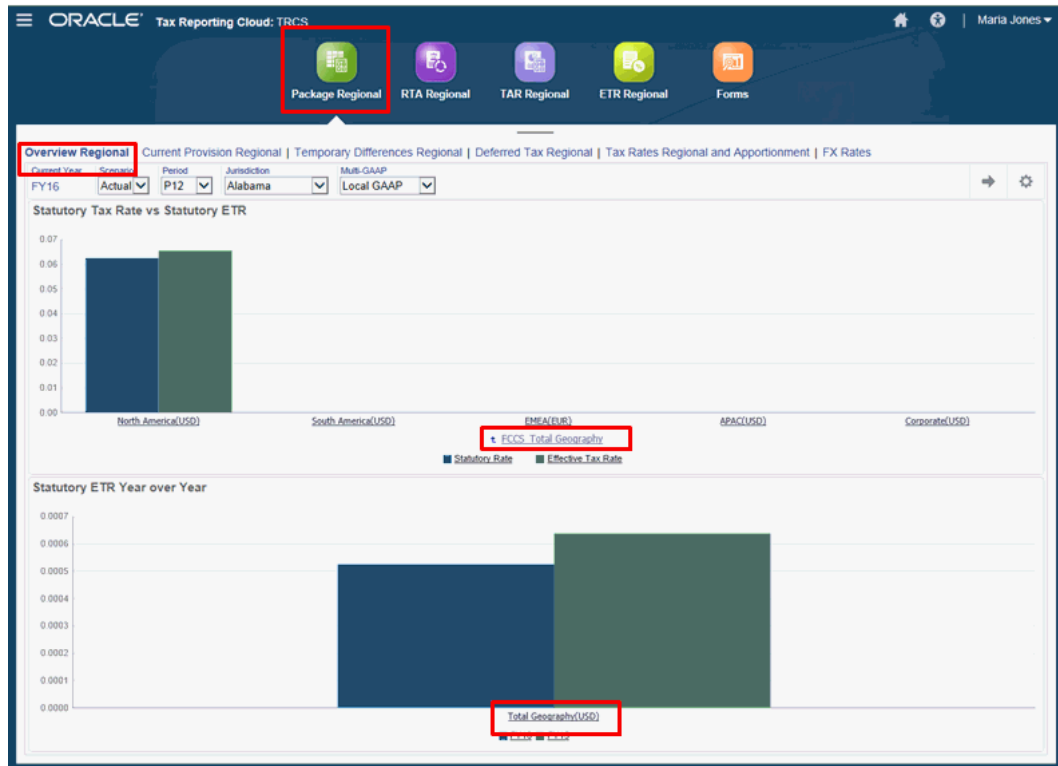 ORACLE® Tax Reporting Cloud: TRCS
Maria Jones
Package Regional RTA Regional TAR Regional ETR Regional Forms
Overview Regional Current Provision Regional | Temporary Differences Regional | Deferred Tax Regional | Tax Rates Regional and Apportionment | FX Rates
Current Year Scenario Period Jurisdiction Multi-GAAP
FY16 Actual P12 Alabama Local GAAP
Statutory Tax Rate vs Statutory ETR
0.07
0.06
0.05
0.04
0.03
0.02
0.01
0.00
North America(USD) South America(USD) EMEA(EUR) APAC(USD) Corporate(USD)
FCCS_Total Geography
Statutory Rate Effective Tax Rate
Statutory ETR Year over Year
0.0007
0.0006
0.0005
0.0004
0.0003
0.0002
0.0001
0.0000
Total Geography(USD)